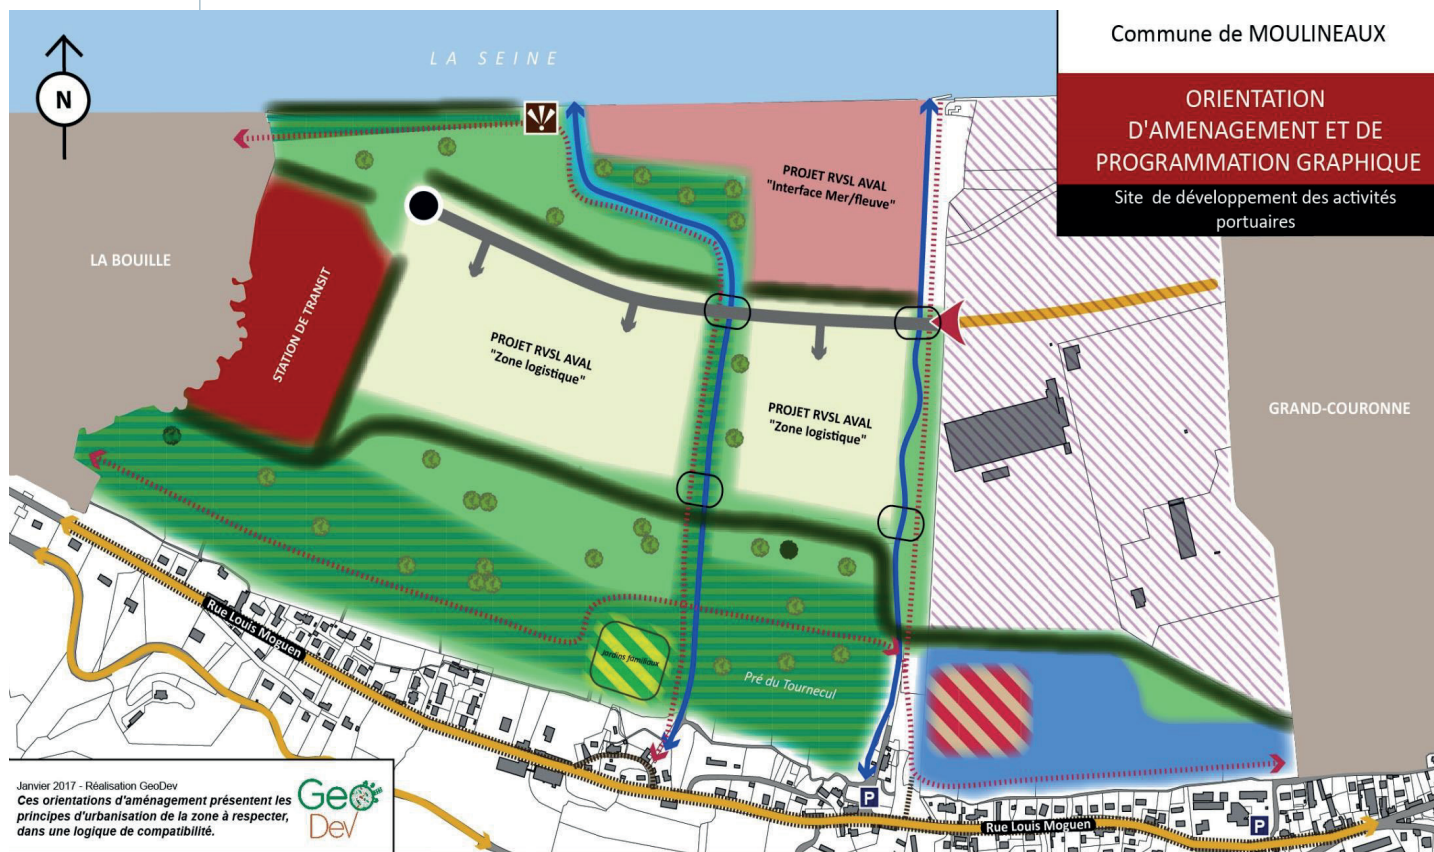 Commune de MOULINEAUX
ORIENTATION
D'AMENAGEMENT ET DE
PROGRAMMATION GRAPHIQUE
Site de développement des activités
portuaires
LA SEINE
N
PROJET RVSL AVAL
"Interface Mer/fleuve"
LA BOUILLE
STATION DE TRANSIT
PROJET RVSL AVAL
"Zone logistique"
PROJET RVSL AVAL
"Zone logistique"
GRAND-COURONNE
Rue Louis Moguen
Jardins familiaux
Pré du Tournecul
P
Rue Louis Moguen
P
Janvier 2017 - Réalisation GeoDev
Ces orientations d'aménagement présentent les
principes d'urbanisation de la zone à respecter,
dans une logique de compatibilité.
Geo
Dev